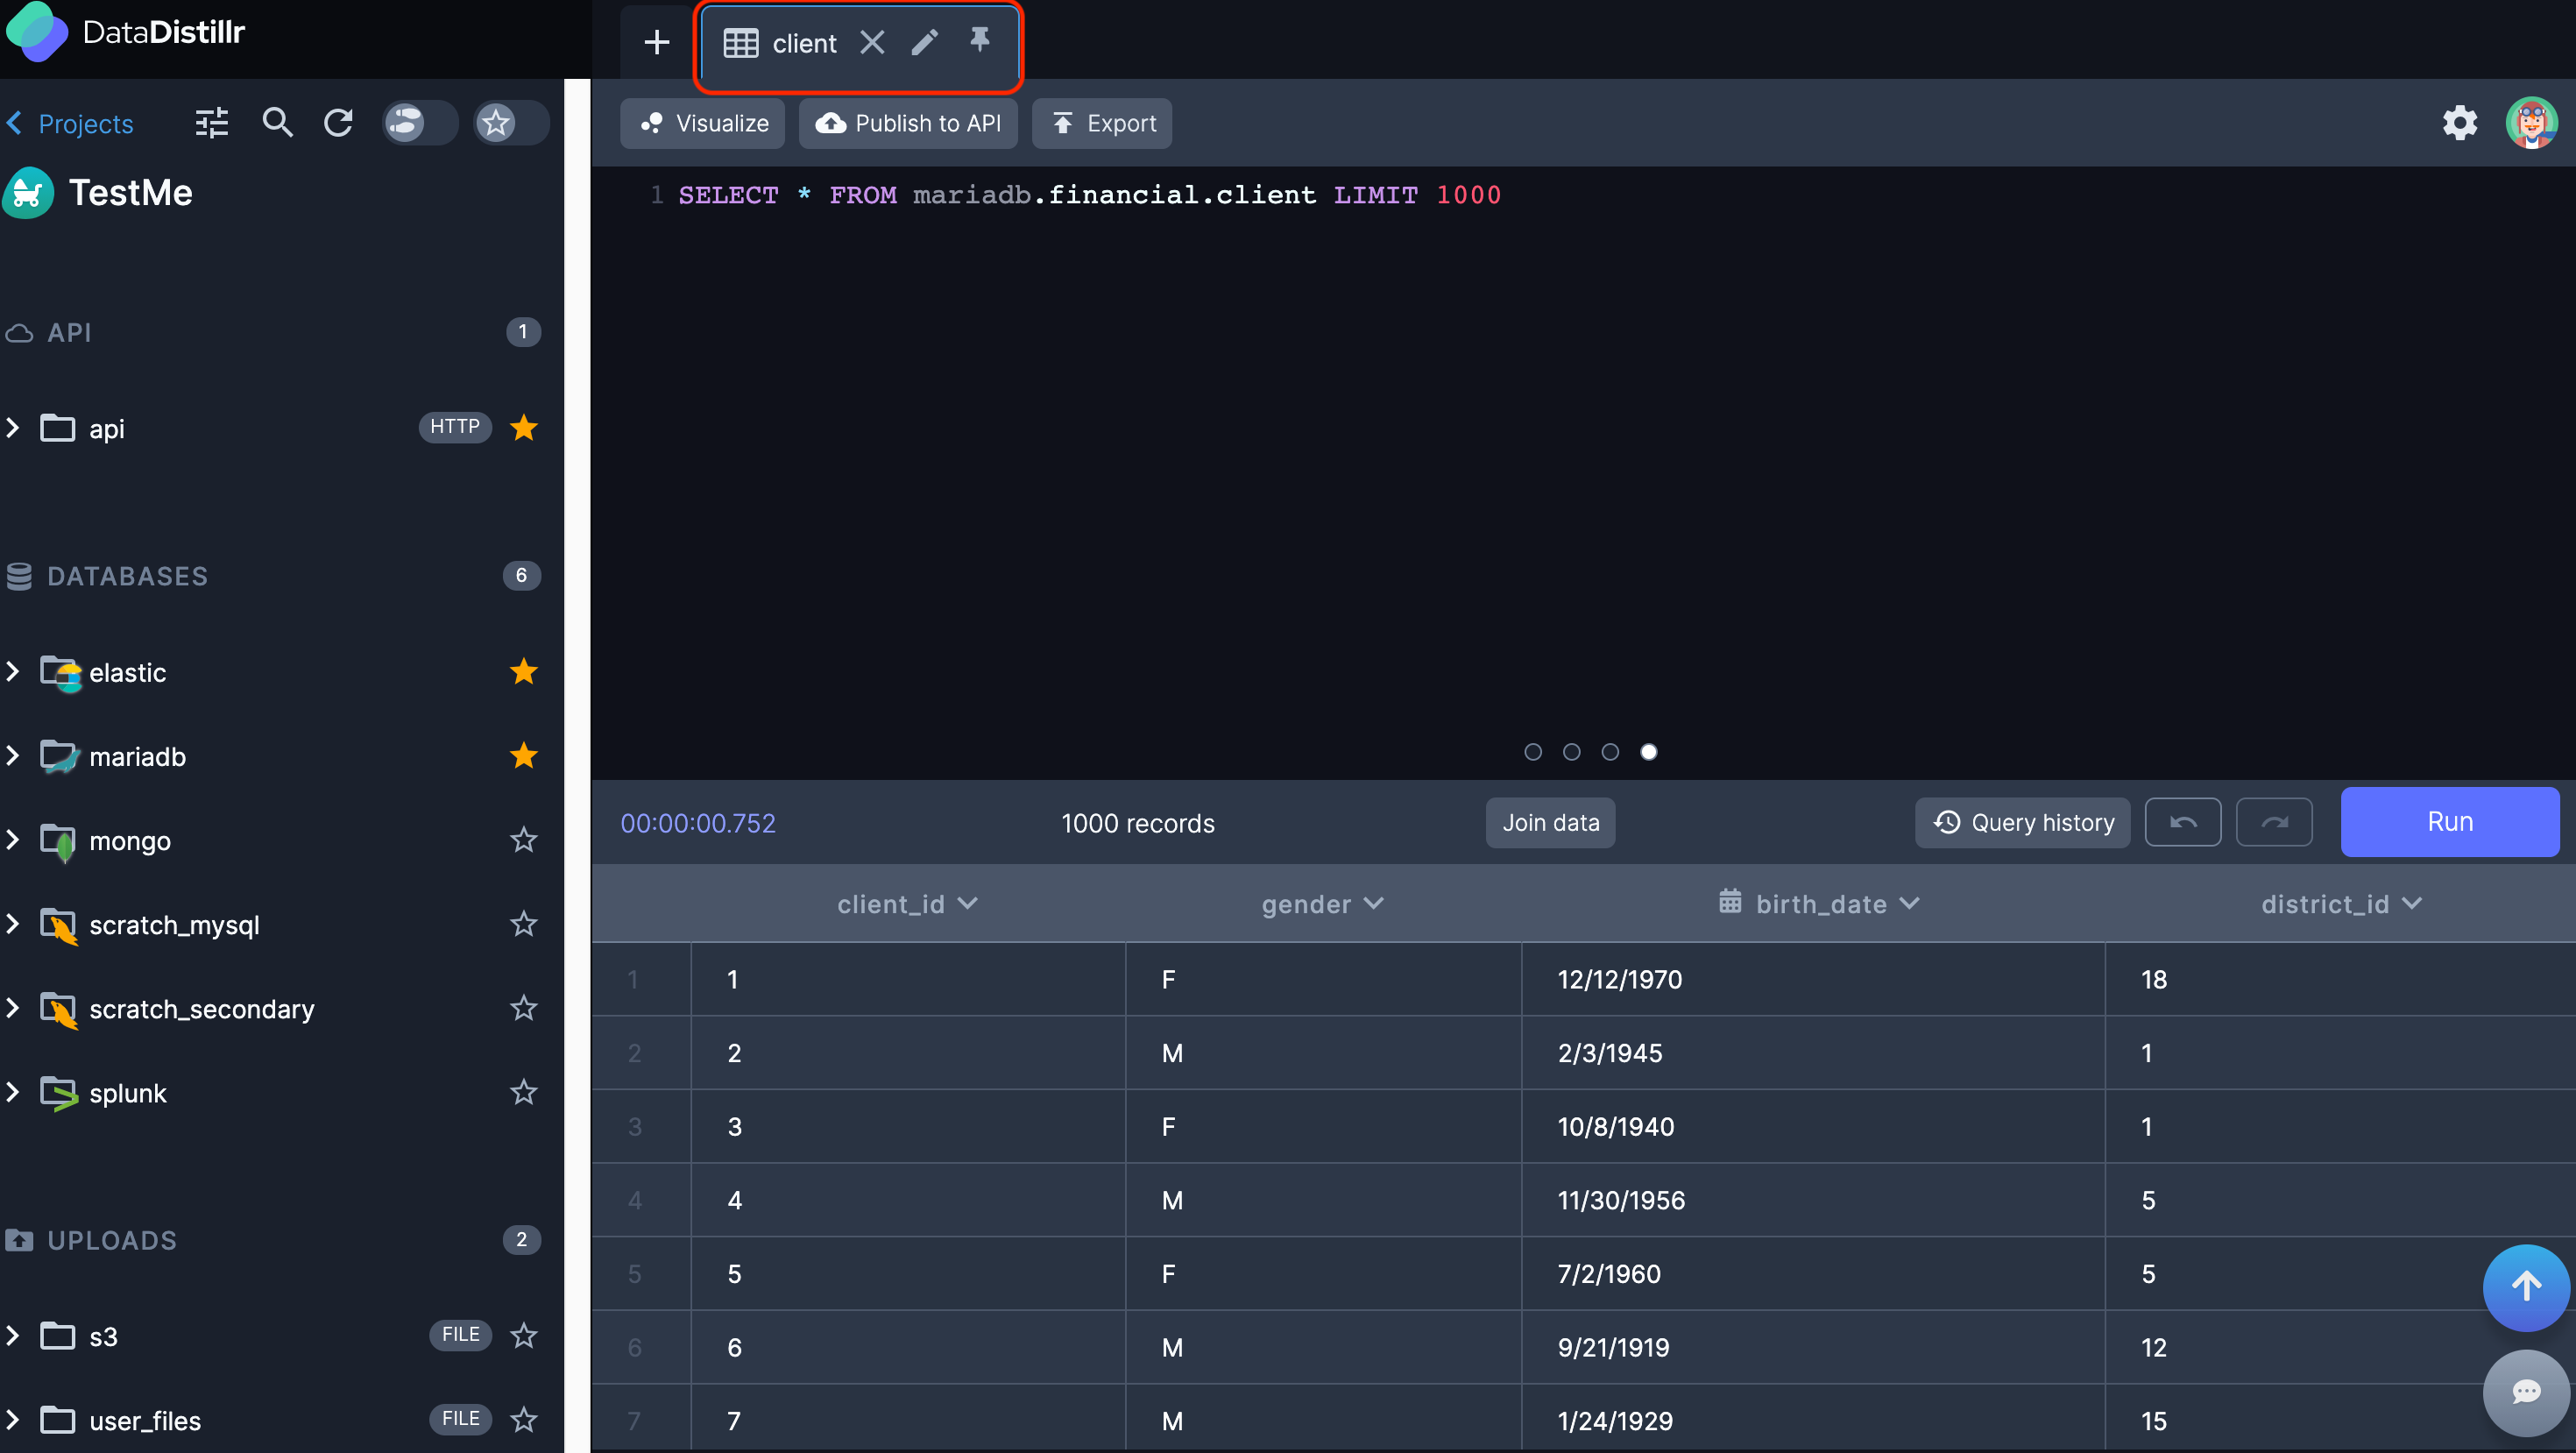 DataDistillr
client
Projects
Visualize
Publish to API
Export
TestMe
1 SELECT * FROM mariadb.financial.client LIMIT 1000
API 1
api HTTP
DATABASES 6
elastic
mariadb
mongo
scratch_mysql
scratch_secondary
splunk
UPLOADS 2
s3 FILE
user_files FILE
00:00:00.752 1000 records Join data Query history Run
client_id gender birth_date district_id
1 1 F 12/12/1970 18
2 2 M 2/3/1945 1
3 3 F 10/8/1940 1
4 4 M 11/30/1956 5
5 5 F 7/2/1960 5
6 6 M 9/21/1919 12
7 7 M 1/24/1929 15